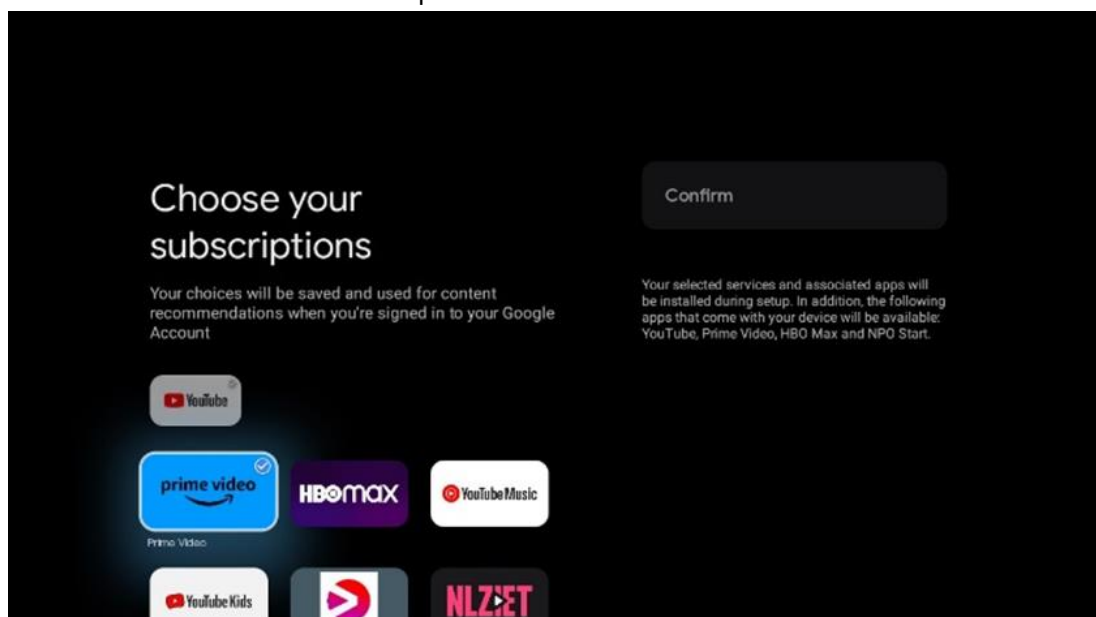 Choose your
subscriptions
Your choices will be saved and used for content
recommendations when you're signed in to your Google
Account
YouTube
prime video
HBOmax
YouTube Music
Prime Video
YouTube Kids
NLZIET
Confirm
Your selected services and associated apps will
be installed during setup. In addition, the following
apps that come with your device will be available:
YouTube, Prime Video, HBO Max and NPO Start.